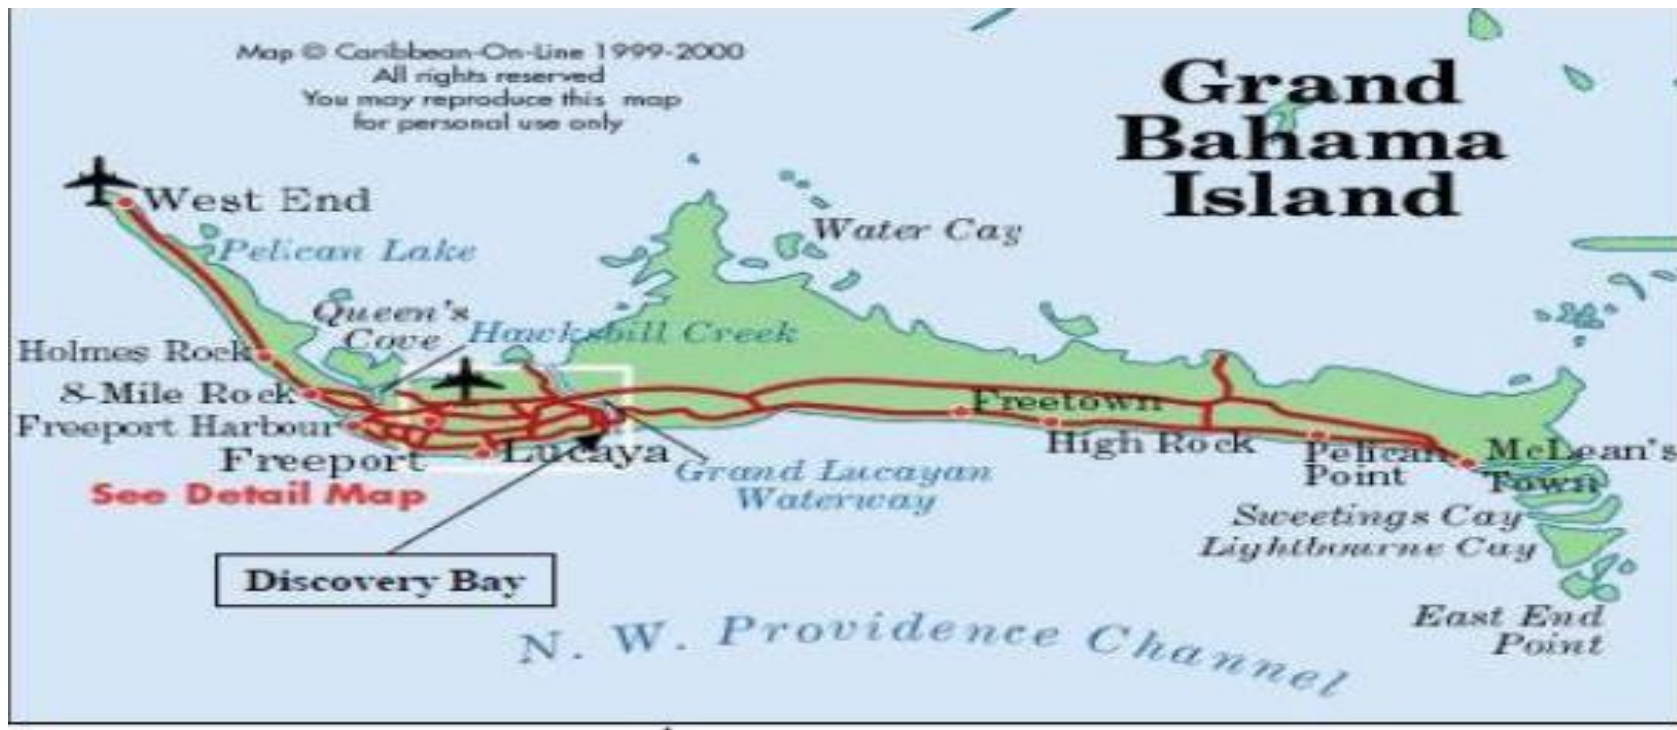 Map © Caribbean-On-Line 1999-2000
All rights reserved
You may reproduce this map
for personal use only
Grand
Bahama
Island
West End
Pelican Lake
Water Cay
Queen's
Cove
Hawksbill Creek
Holmes Rock
8-Mile Rock
Freeport Harbour
Freeport
Lucaya
See Detail Map
Freetown
High Rock
Pelican
Point
McLean's
Town
Grand Lucayan
Waterway
Sweetings Cay
Lightbourne Cay
Discovery Bay
East End
Point
N. W. Providence Channel